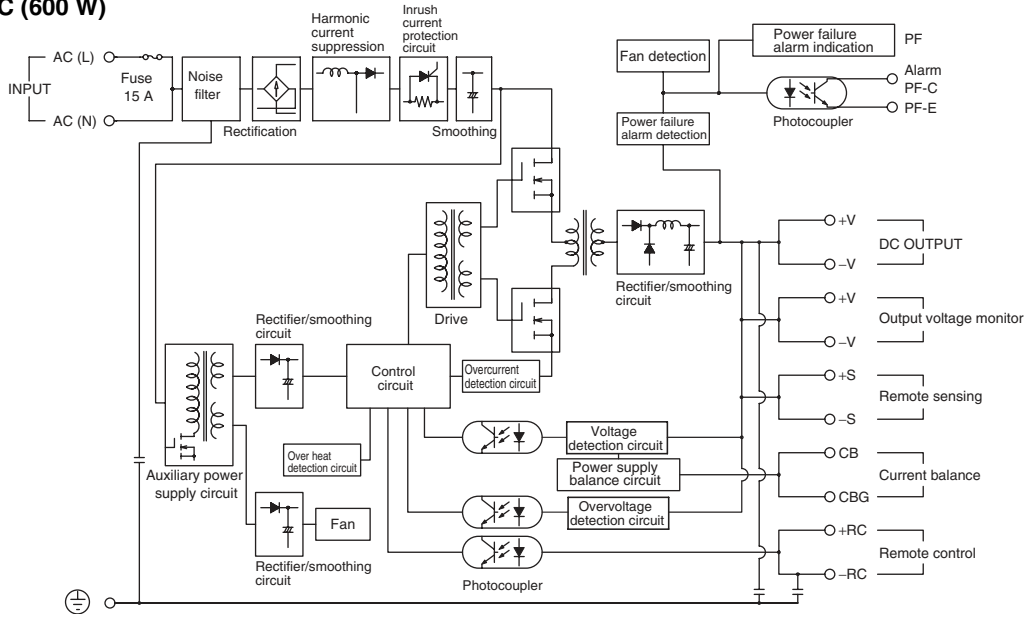 C (600 W)
Harmonic
current
suppression
Inrush
current
protection
circuit
AC (L)
Fuse
15 A
INPUT
AC (N)
Noise
filter
Rectification
Smoothing
Fan detection
Power failure
alarm indication
PF
Alarm
PF-C
PF-E
Photocoupler
Power failure
alarm detection
+V
DC OUTPUT
−V
Rectifier/smoothing
circuit
Drive
+V
Output voltage monitor
−V
Rectifier/smoothing
circuit
Control
circuit
Overcurrent
detection circuit
+S
Remote sensing
−S
Voltage
detection circuit
Power supply
balance circuit
CB
Current balance
CBG
Over heat
detection circuit
Auxiliary power
supply circuit
Overvoltage
detection circuit
Fan
Rectifier/smoothing
circuit
Photocoupler
+RC
Remote control
−RC